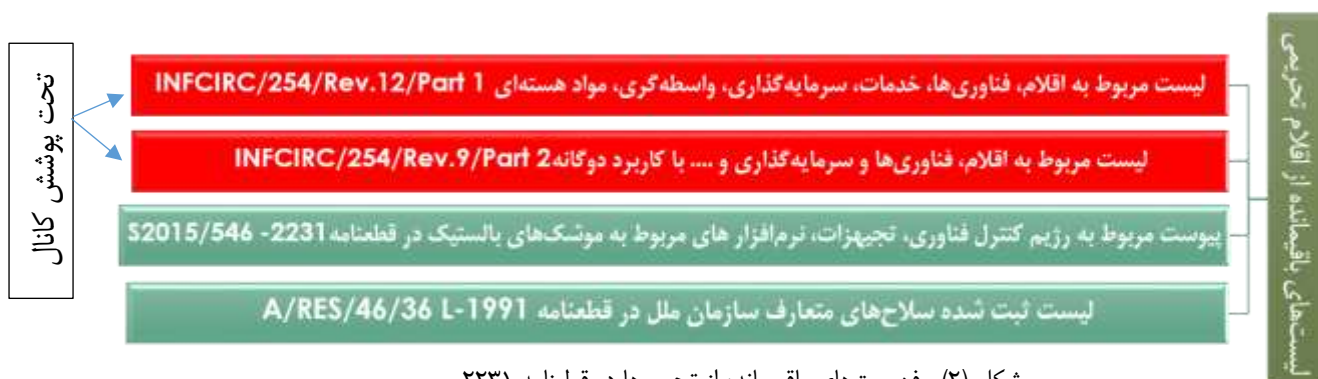 لیست‌های باقیمانده از اقلام تحریمی
لیست مربوط به اقلام، فناوری‌ها، خدمات، سرمایه‌گذاری، واسطه‌گری، مواد هسته‌ای INFCIRC/254/Rev.12/Part 1
لیست مربوط به اقلام، فناوری‌ها و سرمایه‌گذاری و .... با کاربرد دوگانه INFCIRC/254/Rev.9/Part 2
پیوست مربوط به رژیم کنترل فناوری، تجهیزات، نرم‌افزار های مربوط به موشک‌های بالستیک در قطعنامه 2231- S2015/546
لیست ثبت شده سلاح‌های متعارف سازمان ملل در قطعنامه A/RES/46/36 L-1991
تحت پوشش کانال